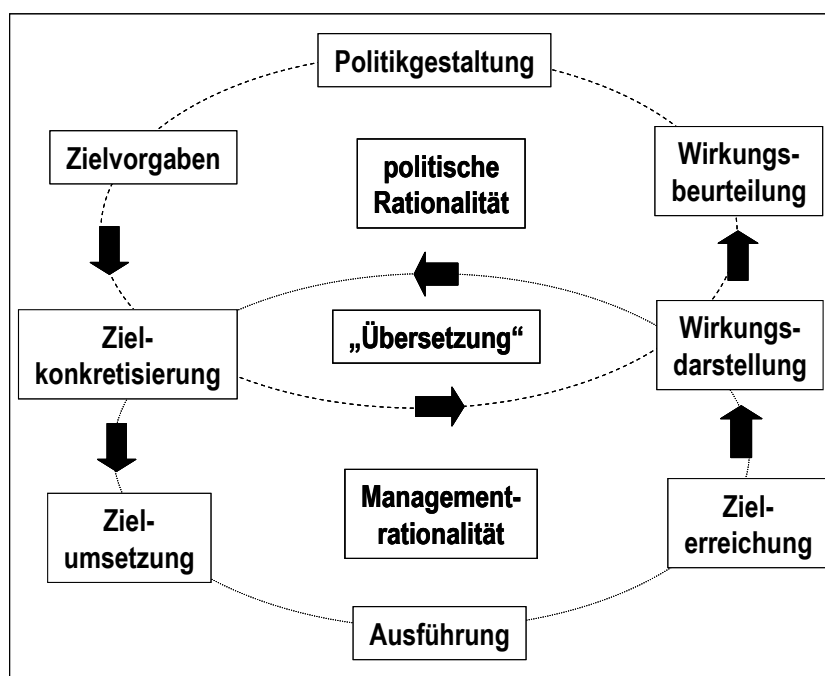 Politikgestaltung
Zielvorgaben
politische
Rationalität
Wirkungs-
beurteilung
Ziel-
konkretisierung
„Übersetzung“
Wirkungs-
darstellung
Ziel-
umsetzung
Management-
rationalität
Ziel-
erreichung
Ausführung